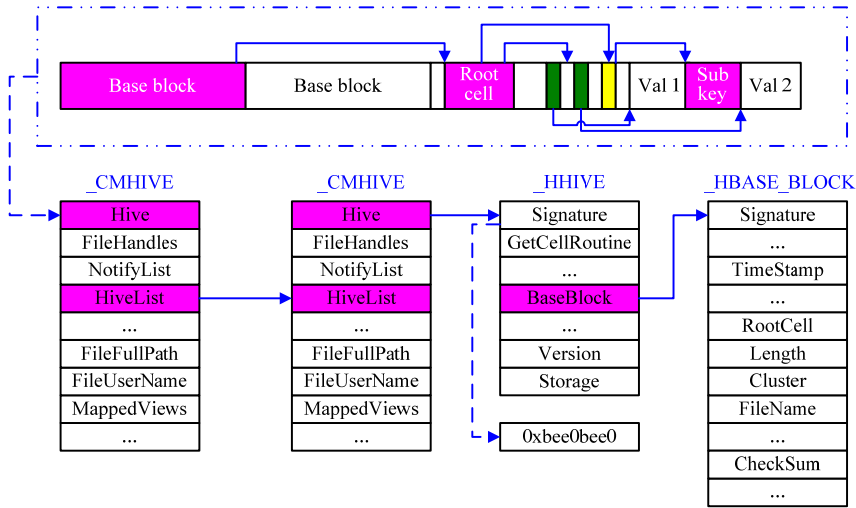 Base block
Base block
Root
cell
Val 1
Sub
key
Val 2
_CMHIVE
Hive
FileHandles
NotifyList
HiveList
...
FileFullPath
FileUserName
MappedViews
...
_CMHIVE
Hive
FileHandles
NotifyList
HiveList
...
FileFullPath
FileUserName
MappedViews
...
_HHIVE
Signature
GetCellRoutine
...
BaseBlock
...
Version
Storage
0xbee0bee0
_HBASE_BLOCK
Signature
...
TimeStamp
...
RootCell
Length
Cluster
FileName
...
CheckSum
...